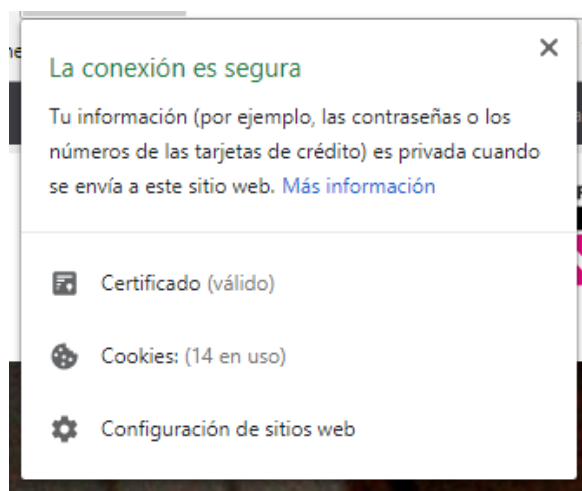 La conexión es segura
Tu información (por ejemplo, las contraseñas o los
números de las tarjetas de crédito) es privada cuando
se envía a este sitio web. Más información
Certificado (válido)
Cookies: (14 en uso)
Configuración de sitios web